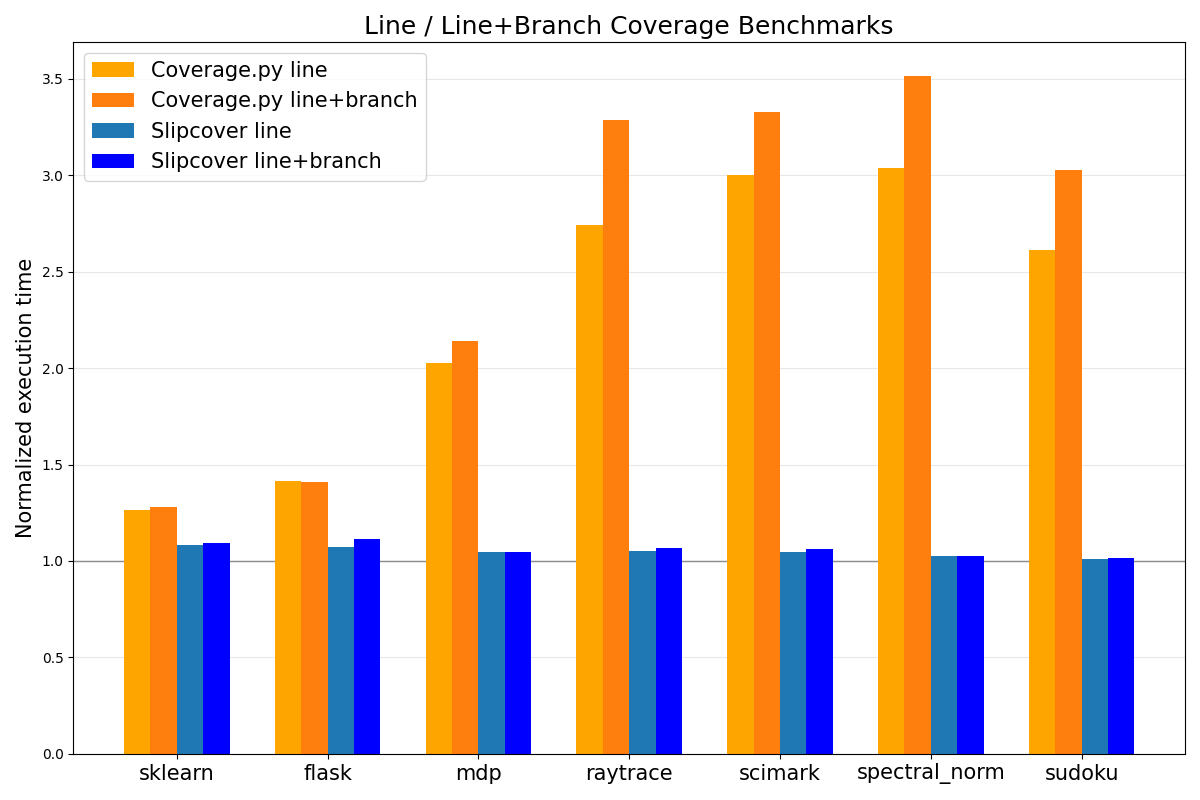 Line / Line+Branch Coverage Benchmarks
Coverage.py line
Coverage.py line+branch
Slipcover line
Slipcover line+branch
Normalized execution time
3.5
3.0
2.5
2.0
1.5
1.0
0.5
0.0
sklearn
flask
mdp
raytrace
scimark
spectral_norm
sudoku